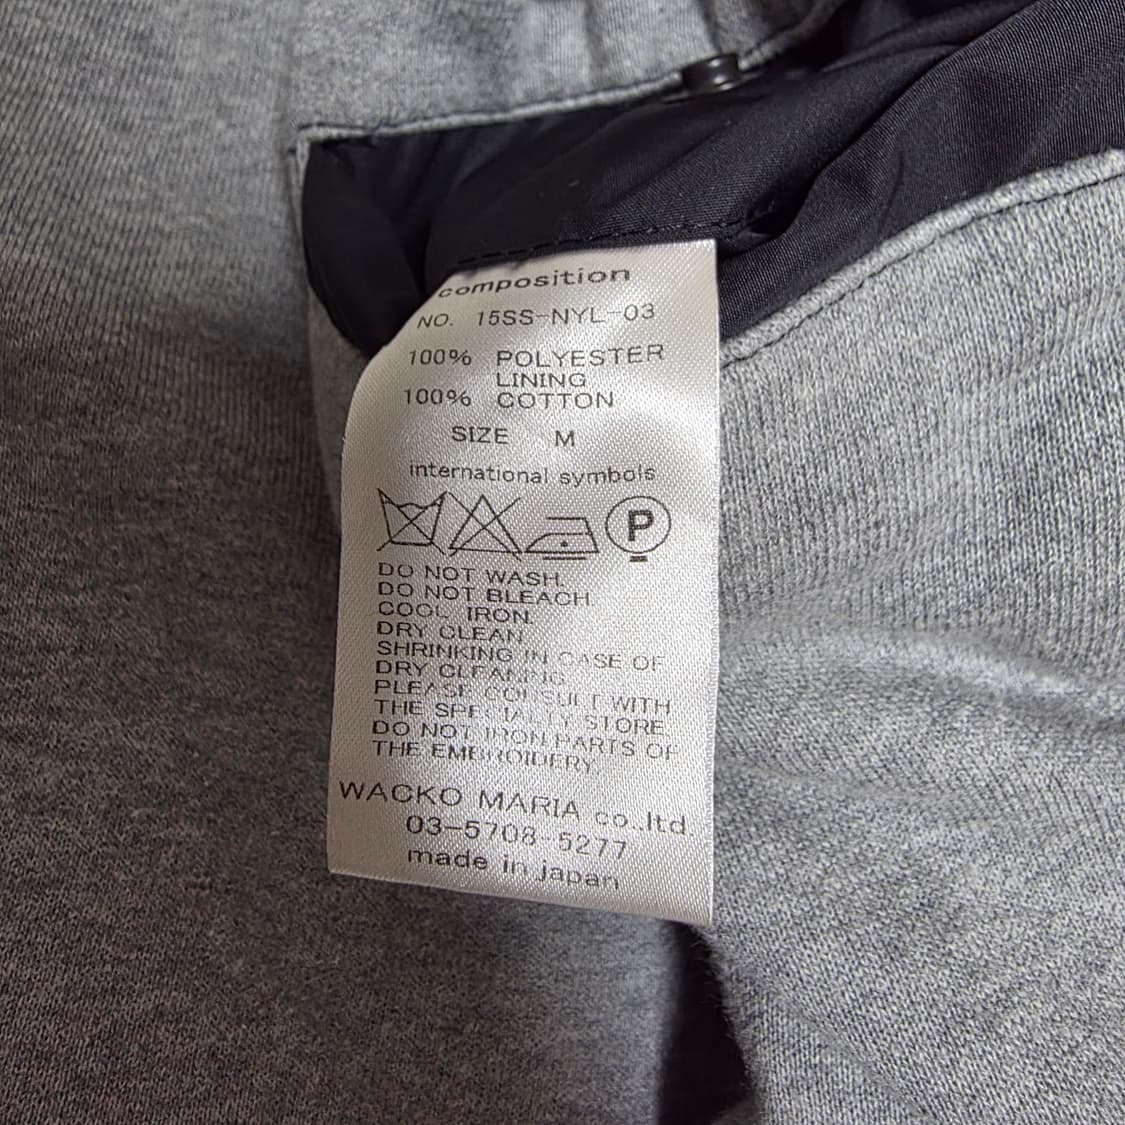 composition
NO. 15SS-NYL-03
100% POLYESTER
LINING
100% COTTON
SIZE M
international symbols
P
DO NOT WASH.
DO NOT BLEACH.
COOL IRON.
DRY CLEAN.
SHRINKING IN CASE OF
DRY CLEANING
PLEASE CONSULT WITH
THE SPECIALTY STORE.
DO NOT IRON PARTS OF
THE EMBROIDERY.
WACKO MARIA co.,ltd.
03-5708-5277
made in japan